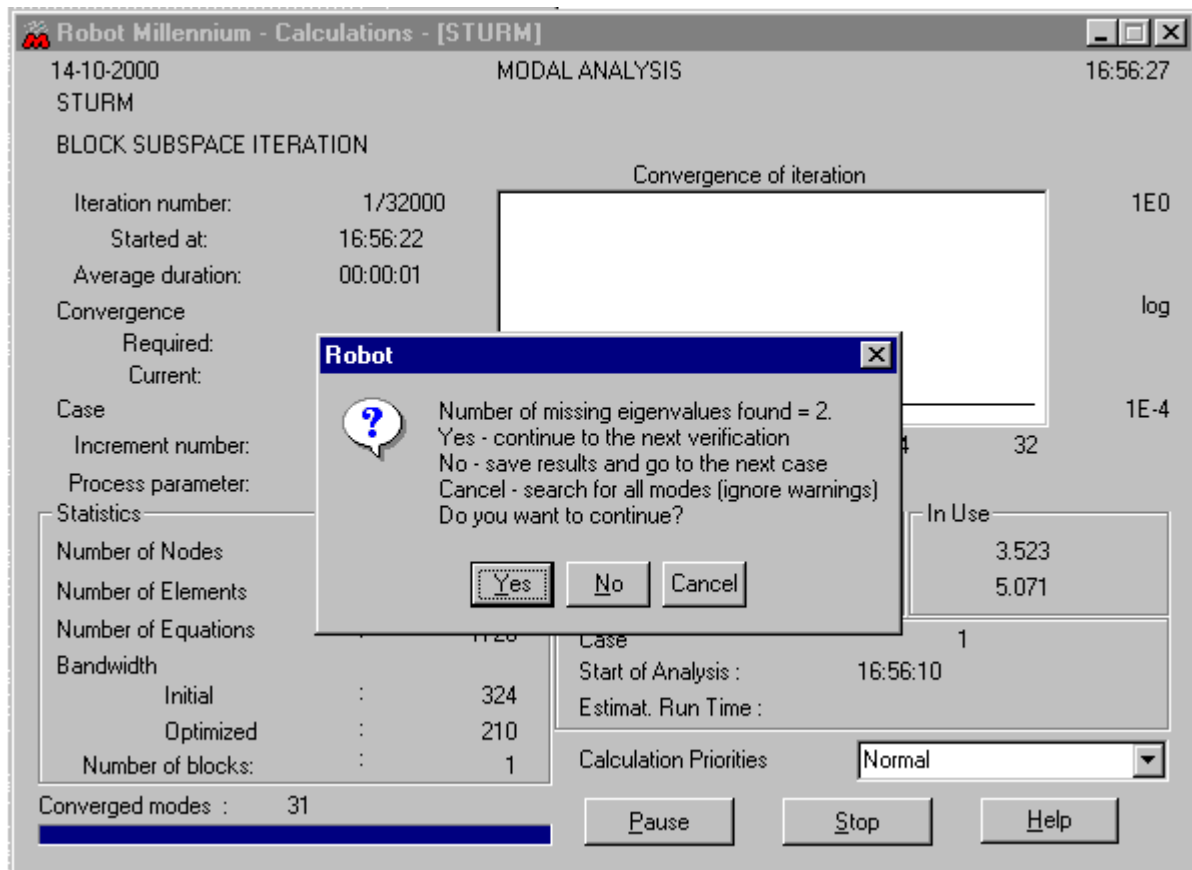 Robot Millennium - Calculations - [STURM]
14-10-2000 MODAL ANALYSIS 16:56:27
STURM
BLOCK SUBSPACE ITERATION
Convergence of iteration
Iteration number: 1/32000 1E0
Started at: 16:56:22
Average duration: 00:00:01
Convergence log
Required:
Current:
Case 1E-4
Increment number: 32
Process parameter:
Robot
Number of missing eigenvalues found = 2.
Yes - continue to the next verification
No - save results and go to the next case
Cancel - search for all modes (ignore warnings)
Do you want to continue?
Yes No Cancel
Statistics In Use
Number of Nodes 3.523
Number of Elements 5.071
Number of Equations :
Case 1
Bandwidth Start of Analysis : 16:56:10
Initial : 324
Estimat. Run Time :
Optimized : 210
Number of blocks: : 1
Calculation Priorities Normal
Converged modes : 31
Pause Stop Help